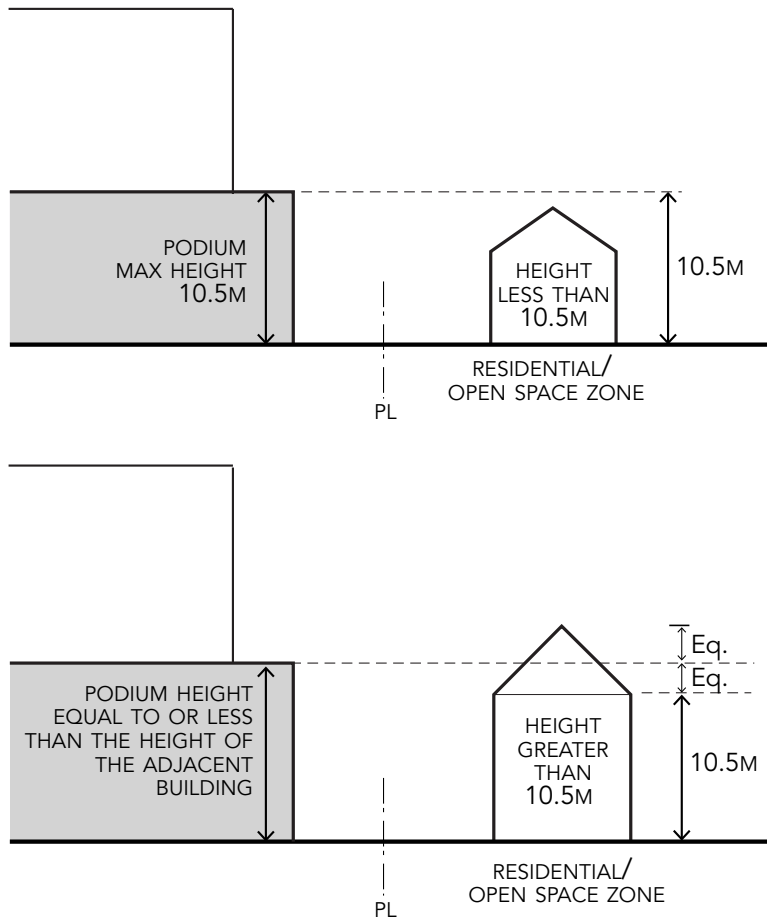 PODIUM
MAX HEIGHT
10.5M
HEIGHT
LESS THAN
10.5M
10.5M
RESIDENTIAL/
OPEN SPACE ZONE
PL
Eq.
Eq.
PODIUM HEIGHT
EQUAL TO OR LESS
THAN THE HEIGHT OF
THE ADJACENT
BUILDING
HEIGHT
GREATER
THAN
10.5M
10.5M
RESIDENTIAL/
OPEN SPACE ZONE
PL